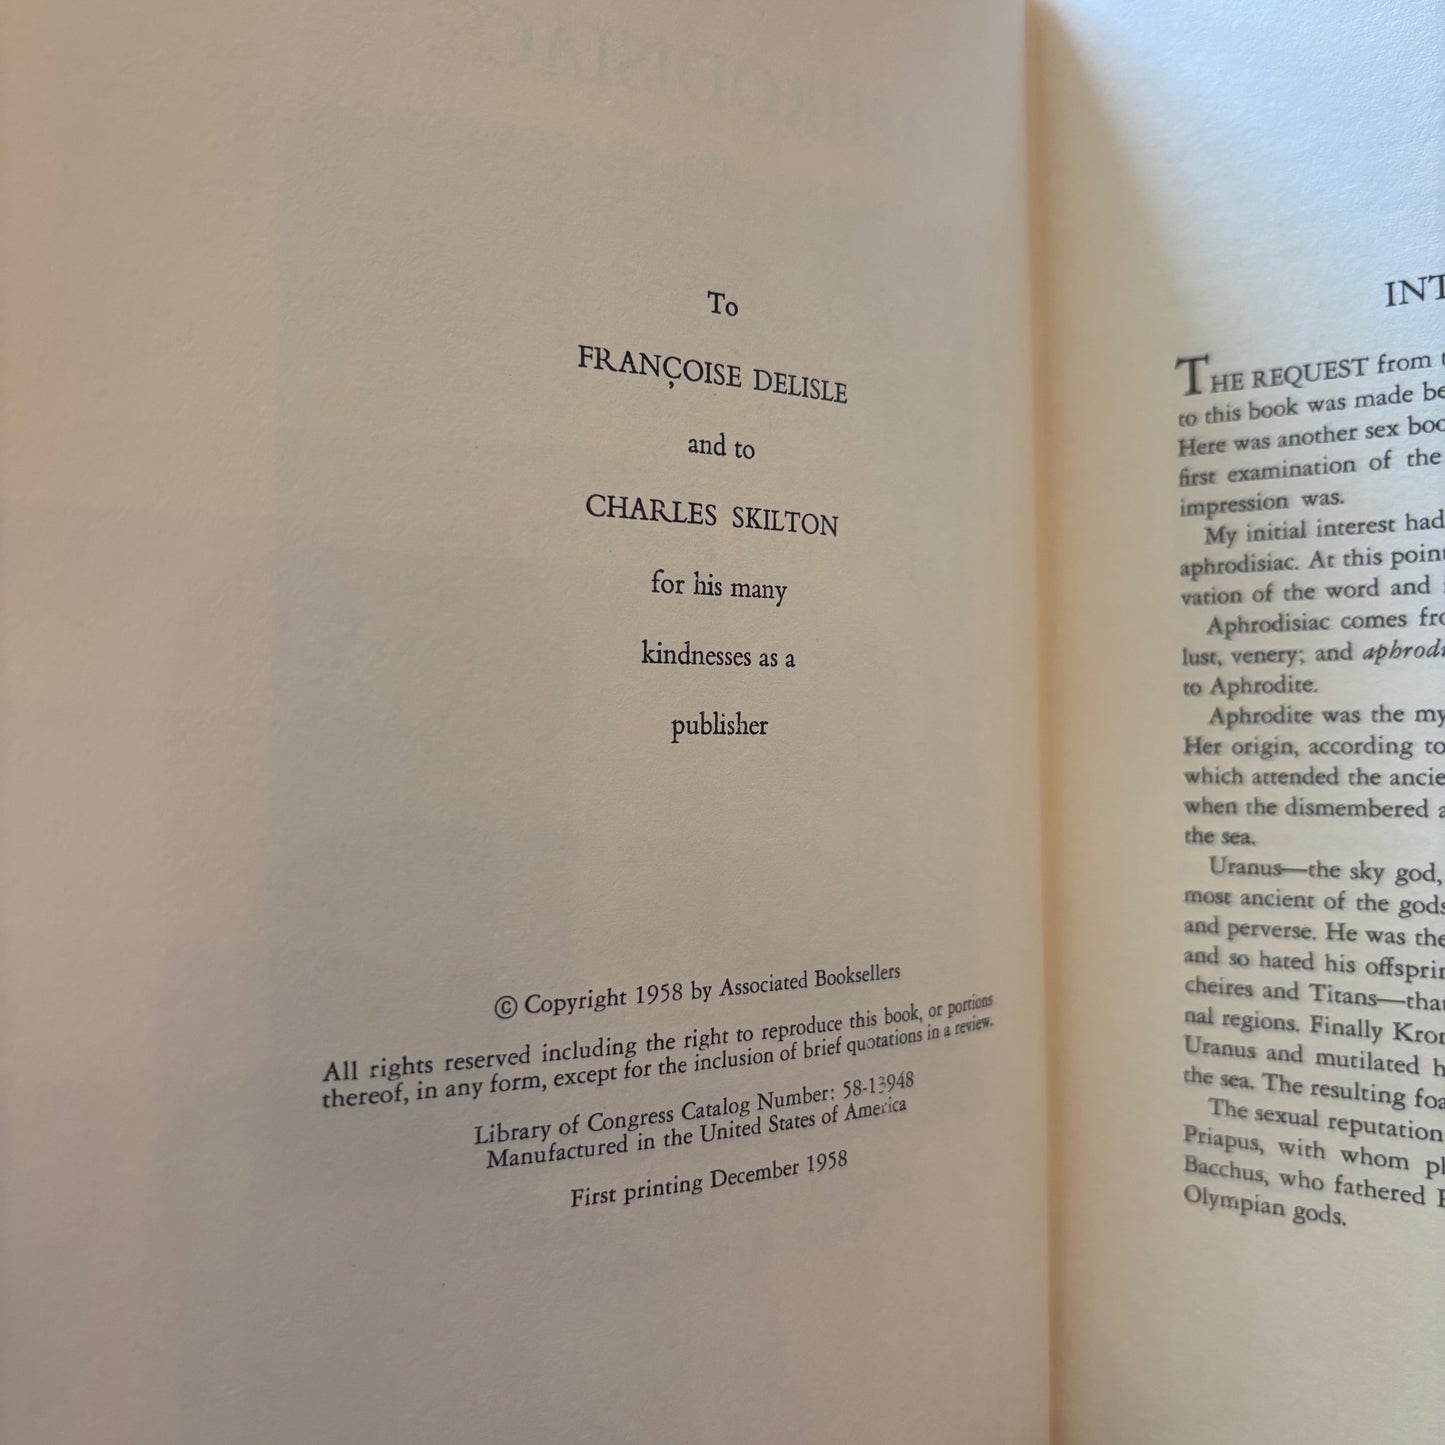 To
FRANÇOISE DELISLE
and to
CHARLES SKILTON
for his many
kindnesses as a
publisher
© Copyright 1958 by Associated Booksellers
All rights reserved including the right to reproduce this book, or portions
thereof, in any form, except for the inclusion of brief quotations in a review.
Library of Congress Catalog Number: 58-13948
Manufactured in the United States of America
First printing December 1958
INT
THE REQUEST from
to this book was made
Here was another sex
first examination of the
impression was.
My initial interest had
aphrodisiac. At this point
vation of the word and
Aphrodisiac comes
lust, venery; and aphrodi
to Aphrodite.
Aphrodite was the my
Her origin, according to
which attended the ancie
when the dismembered
the sea.
Uranus—the sky god,
most ancient of the gods
and perverse. He was the
and so hated his offsprin
cheires and Titans—that
nal regions. Finally Kron
Uranus and mutilated h
the sea. The resulting foa
The sexual reputation
Priapus, with whom pl
Bacchus, who fathered
Olympian gods.